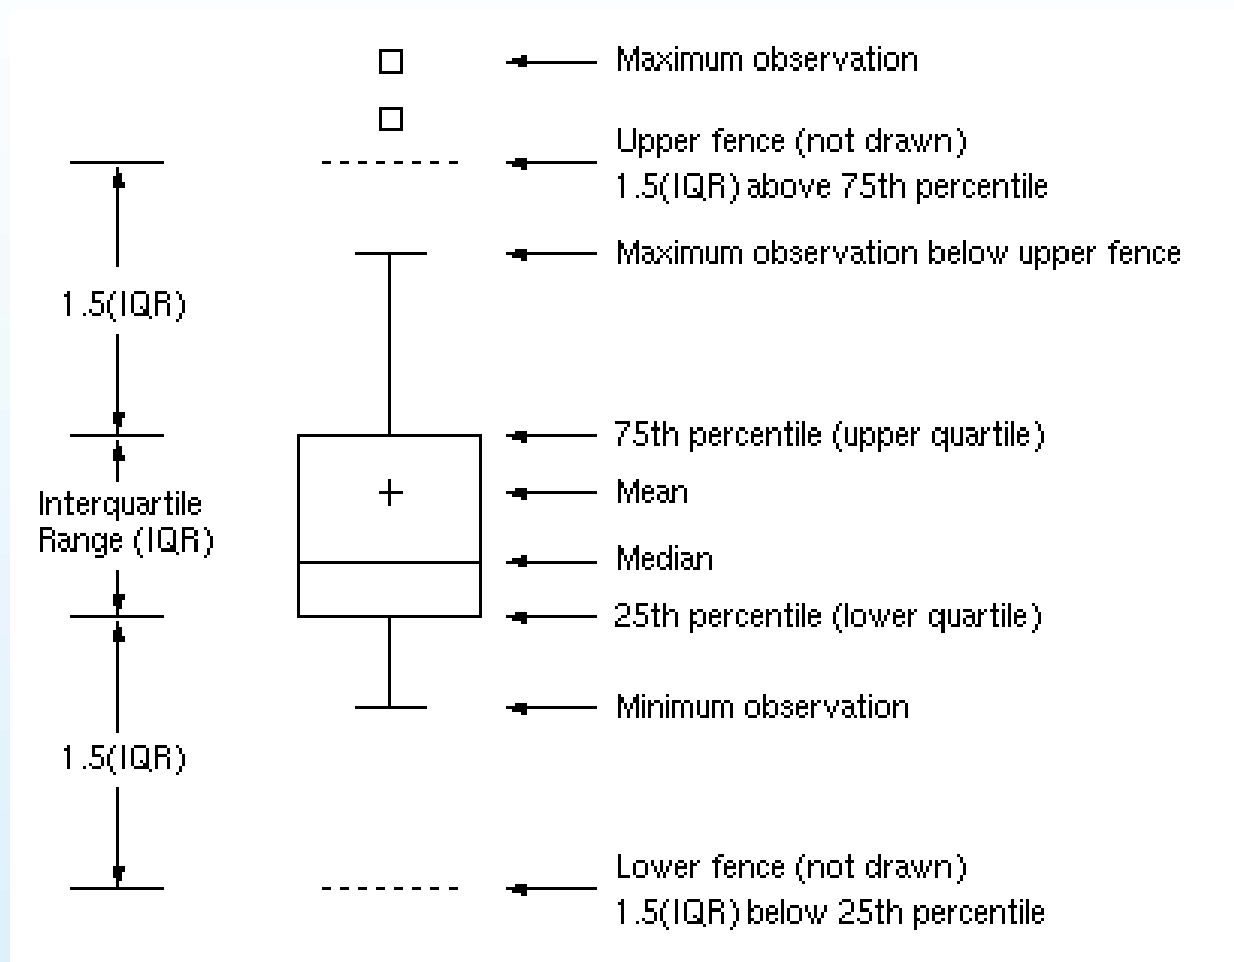 Maximum observation
Upper fence (not drawn)
1.5(IQR) above 75th percentile
Maximum observation below upper fence
1.5(IQR)
75th percentile (upper quartile)
Mean
Interquartile
Range (IQR)
Median
25th percentile (lower quartile)
Minimum observation
1.5(IQR)
Lower fence (not drawn)
1.5(IQR) below 25th percentile